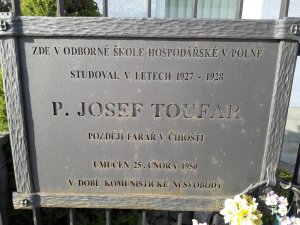 ZDE V ODBORNÉ ŠKOLE HOSPODÁŘSKÉ V POLNÉ
STUDOVAL V LETECH 1927 - 1928
P. JOSEF TOUFAR
POZDĚJI FARÁŘ V ČÍHOŠTI
UMUČEN 25. ÚNORA 1950
V DOBĚ KOMUNISTICKÉ NESVOBODY